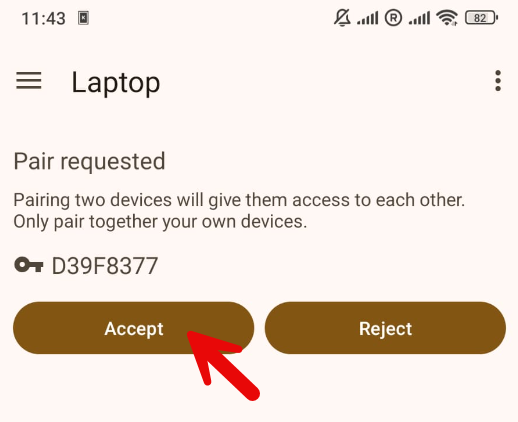 11:43 R 82
Laptop
Pair requested
Pairing two devices will give them access to each other.
Only pair together your own devices.
D39F8377
Accept Reject